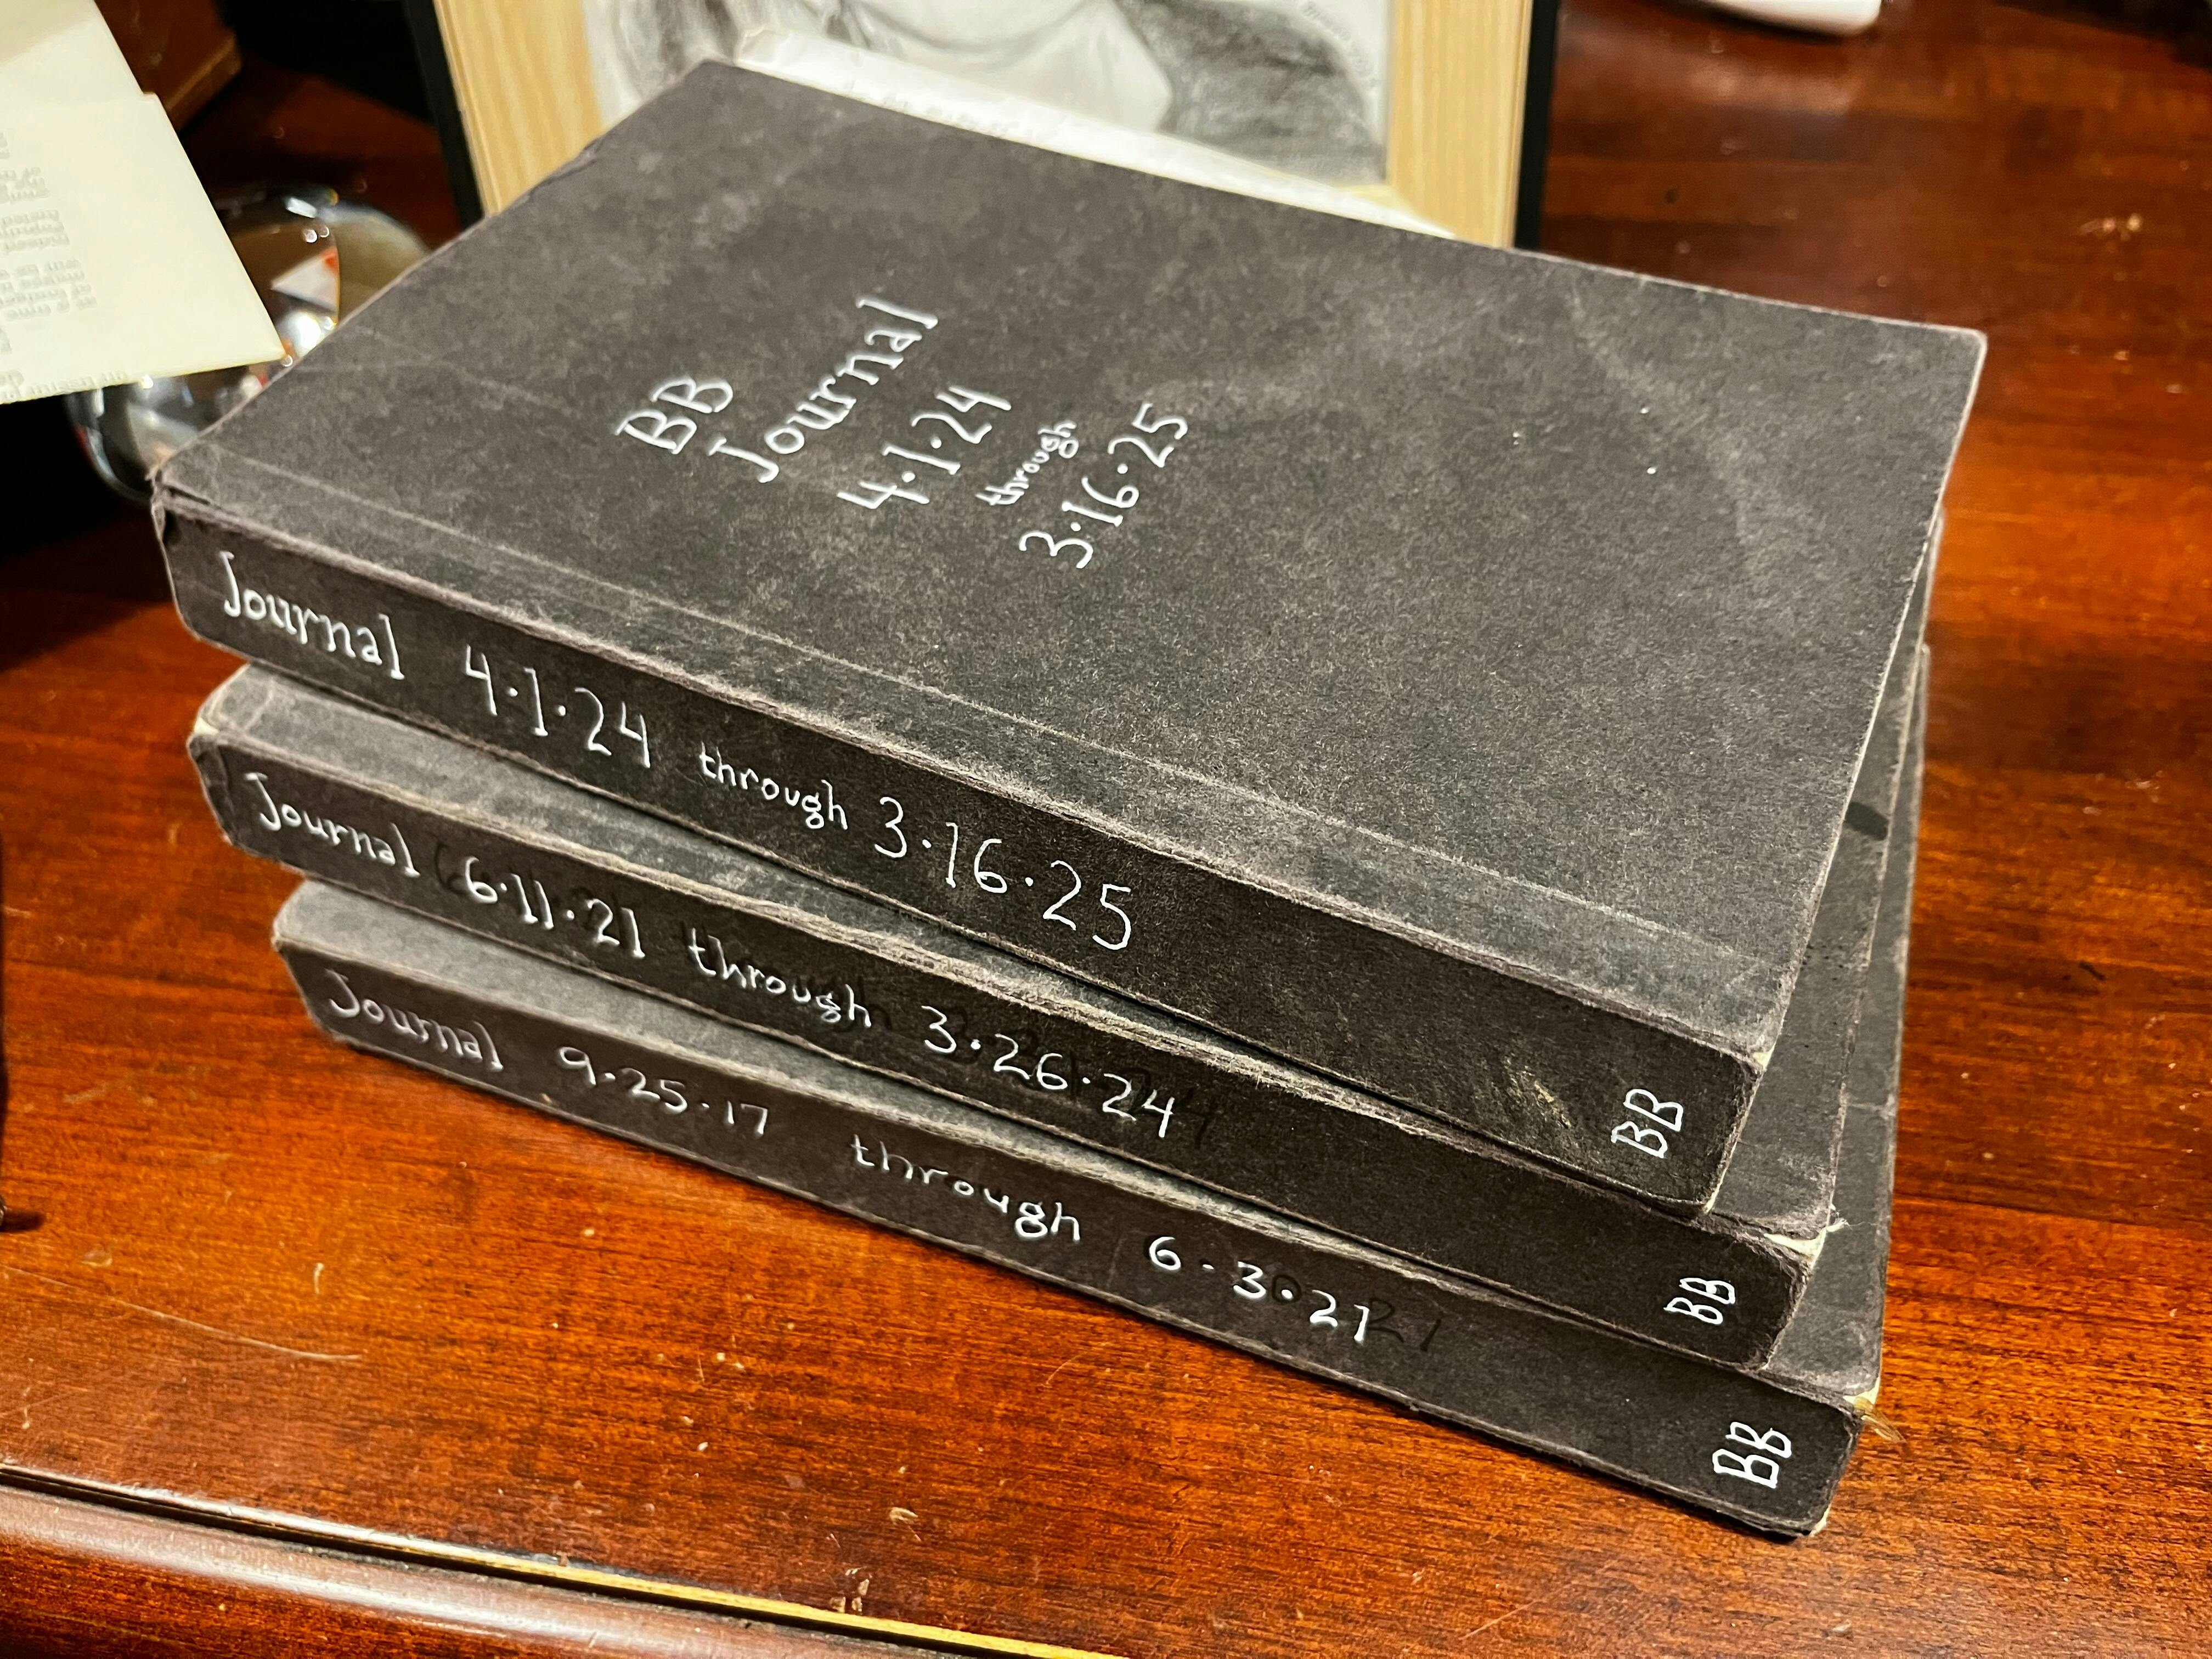 BB
Journal
4.1.24
through
3.16.25
Journal 4.1.24 through 3.16.25 BB
Journal 6.11.21 through 3.26.24 BB
Journal 9.25.17 through 6.3.21 BB